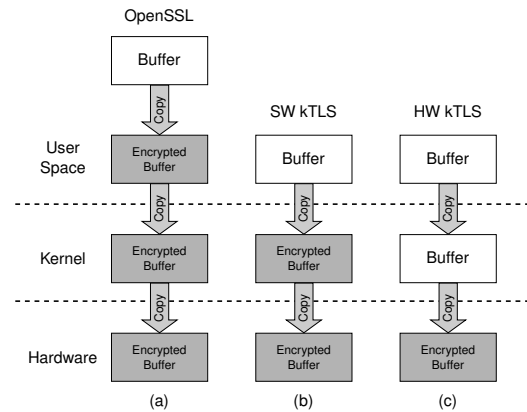 OpenSSL
Buffer
Copy
SW kTLS
HW kTLS
User
Space
Encrypted
Buffer
Buffer
Buffer
Copy
Copy
Copy
Kernel
Encrypted
Buffer
Encrypted
Buffer
Buffer
Copy
Copy
Copy
Hardware
Encrypted
Buffer
Encrypted
Buffer
Encrypted
Buffer
(a)
(b)
(c)